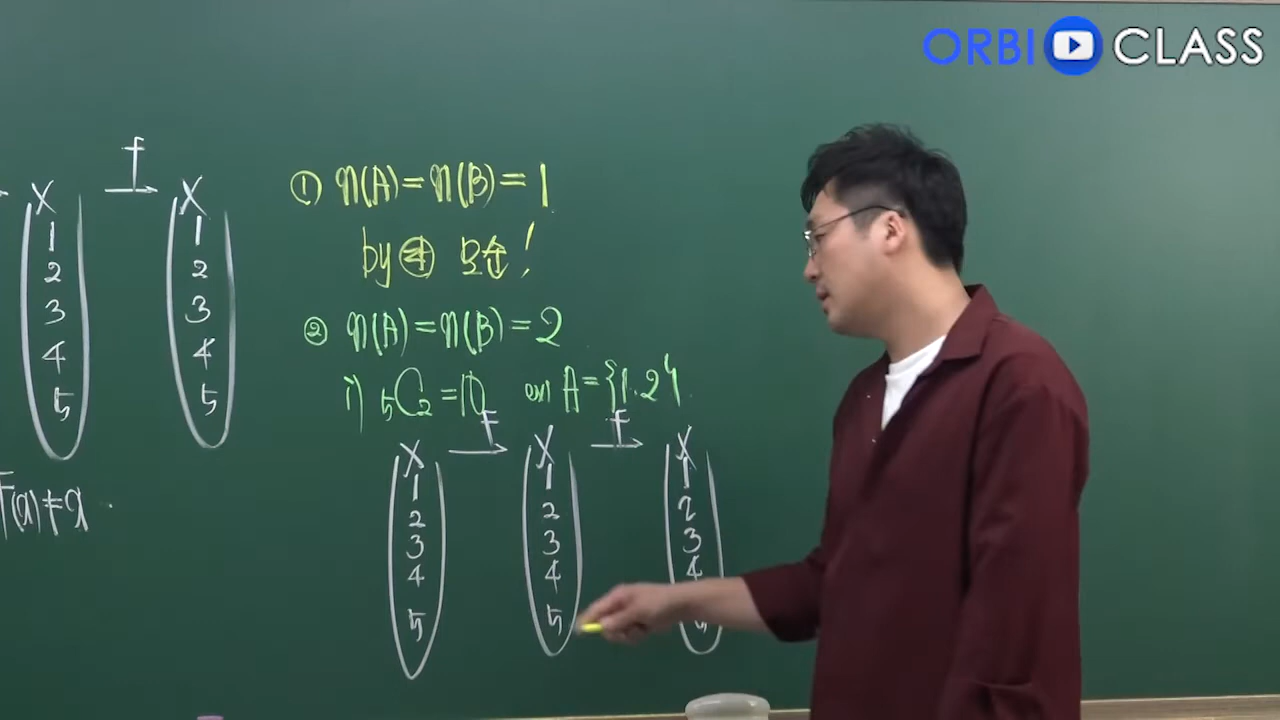 ORBI CLASS
f
X X
1 1
2 2
3 3
4 4
5 5
f(a)≠a
① n(A)=n(B)=1
by ④ 모순!
② n(A)=n(B)=2
i) ₅C₂=10 ex) A={1,2}
f f
X X X
1 1 1
2 2 2
3 3 3
4 4 4
5 5 5